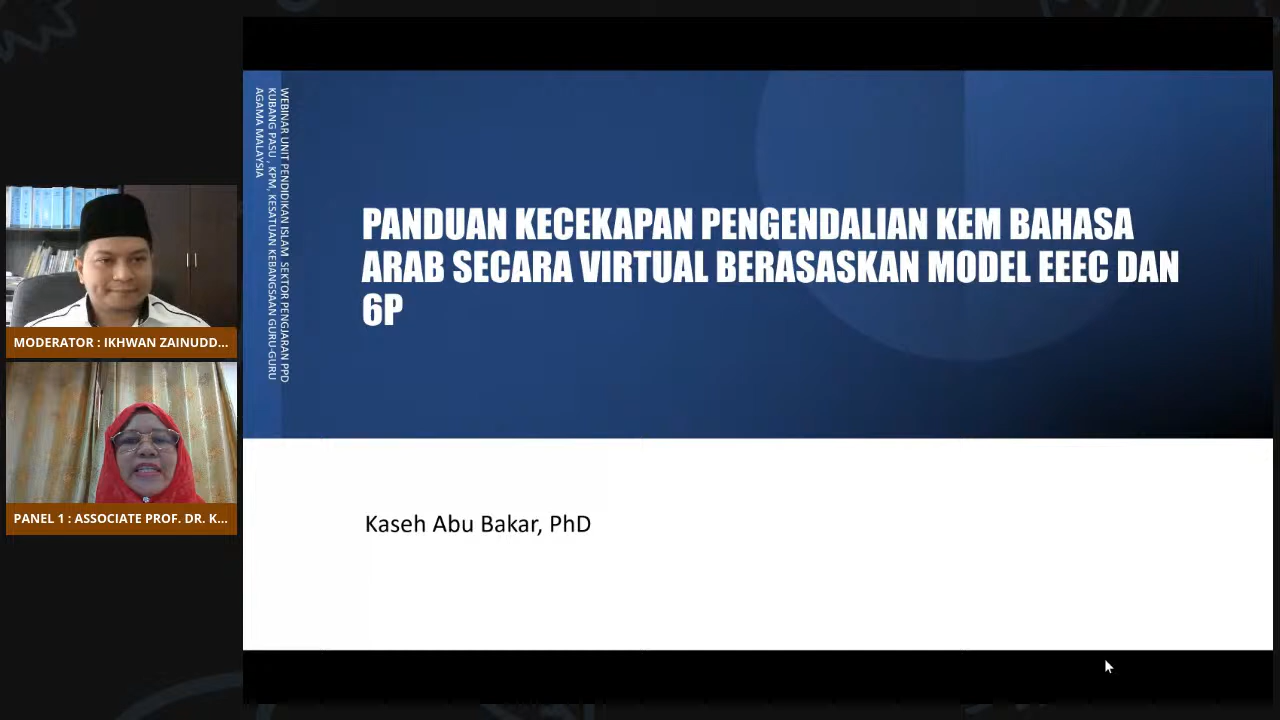 WEBINAR UNIT PENDIDIKAN ISLAM SEKTOR PENGJARAN PPD
KUBANG PASU , KPM, KESATUAN KEBANGSAAN GURU-GURU
AGAMA MALAYSIA
PANDUAN KECEKAPAN PENGENDALIAN KEM BAHASA
ARAB SECARA VIRTUAL BERASASKAN MODEL EEEC DAN
6P
Kaseh Abu Bakar, PhD
MODERATOR : IKHWAN ZAINUDD...
PANEL 1 : ASSOCIATE PROF. DR. K...